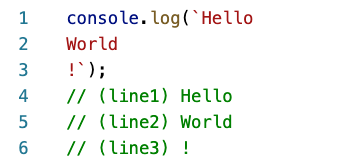 1 console.log(`Hello
2 World
3 !`);
4 // (line1) Hello
5 // (line2) World
6 // (line3) !